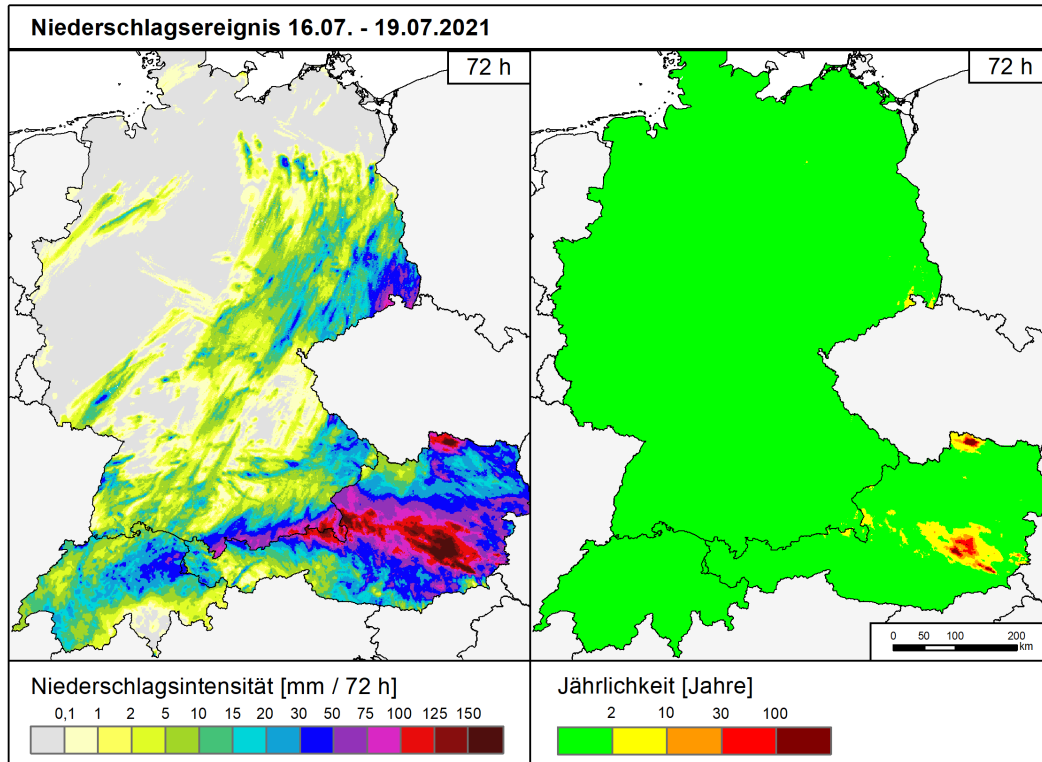 Niederschlagsereignis 16.07. - 19.07.2021
72 h
72 h
0 50 100 200
km
Niederschlagsintensität [mm / 72 h]
0,1 1 2 5 10 15 20 30 50 75 100 125 150
Jährlichkeit [Jahre]
2 10 30 100